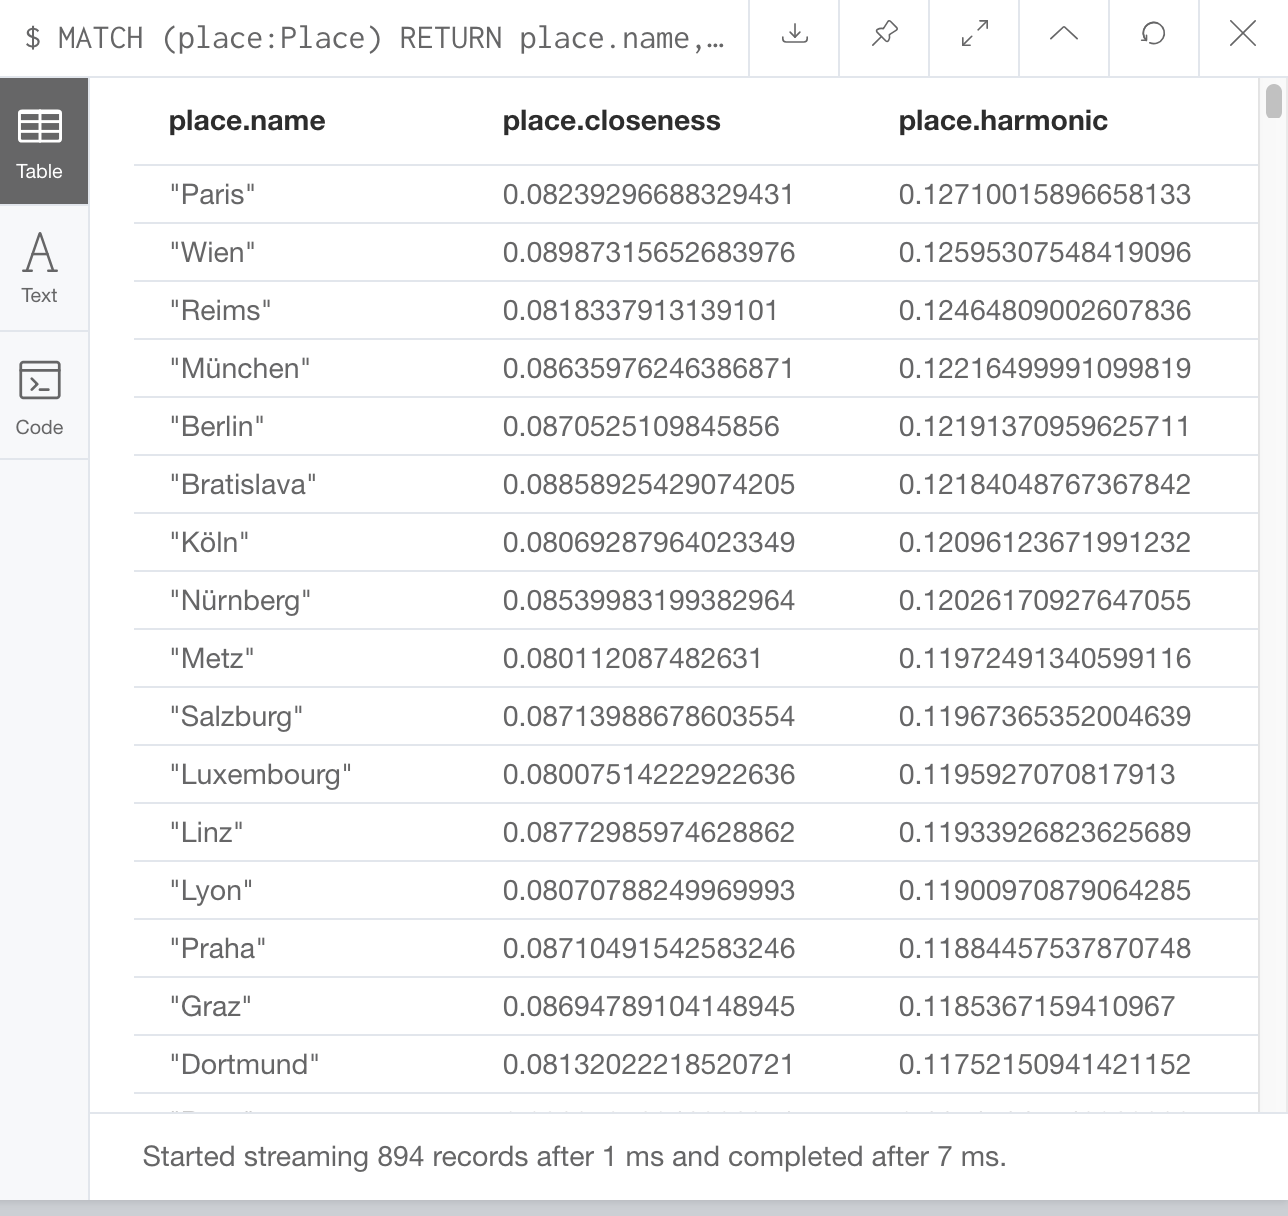 $ MATCH (place:Place) RETURN place.name,…
Table
Text
Code
place.name place.closeness place.harmonic
"Paris" 0.08239296688329431 0.12710015896658133
"Wien" 0.08987315652683976 0.12595307548419096
"Reims" 0.0818337913139101 0.12464809002607836
"München" 0.08635976246386871 0.12216499991099819
"Berlin" 0.0870525109845856 0.12191370959625711
"Bratislava" 0.08858925429074205 0.12184048767367842
"Köln" 0.08069287964023349 0.12096123671991232
"Nürnberg" 0.08539983199382964 0.12026170927647055
"Metz" 0.080112087482631 0.11972491340599116
"Salzburg" 0.08713988678603554 0.11967365352004639
"Luxembourg" 0.08007514222922636 0.1195927070817913
"Linz" 0.08772985974628862 0.11933926823625689
"Lyon" 0.08070788249969993 0.11900970879064285
"Praha" 0.08710491542583246 0.11884457537870748
"Graz" 0.08694789104148945 0.1185367159410967
"Dortmund" 0.08132022218520721 0.11752150941421152
Started streaming 894 records after 1 ms and completed after 7 ms.